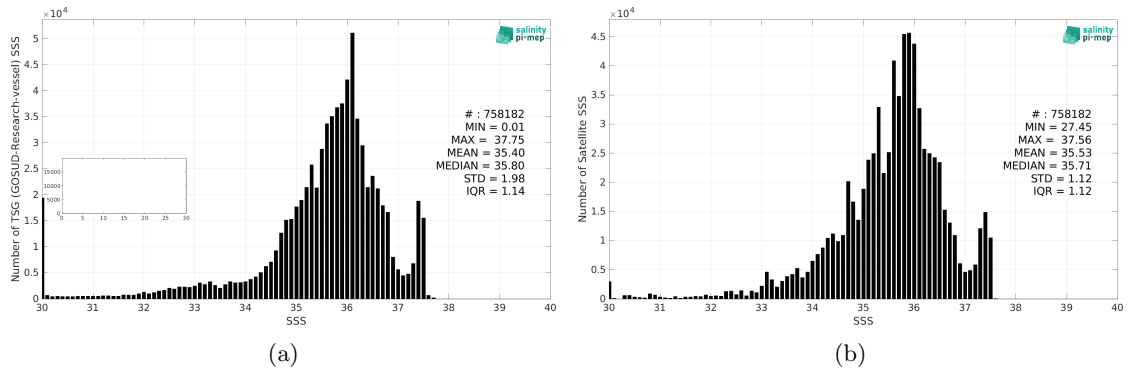 ×10⁴
5
4.5
4
3.5
3
2.5
2
1.5
1
0.5
0
Number of TSG (GOSUD-Research-vessel) SSS
salinity
pi-mep
# : 758182
MIN = 0.01
MAX = 37.75
MEAN = 35.40
MEDIAN = 35.80
STD = 1.98
IQR = 1.14
15000
10000
5000
0
0 5 10 15 20 25 30
30 31 32 33 34 35 36 37 38 39 40
SSS
(a)
×10⁴
4.5
4
3.5
3
2.5
2
1.5
1
0.5
0
Number of Satellite SSS
salinity
pi-mep
# : 758182
MIN = 27.45
MAX = 37.56
MEAN = 35.53
MEDIAN = 35.71
STD = 1.12
IQR = 1.12
30 31 32 33 34 35 36 37 38 39 40
SSS
(b)